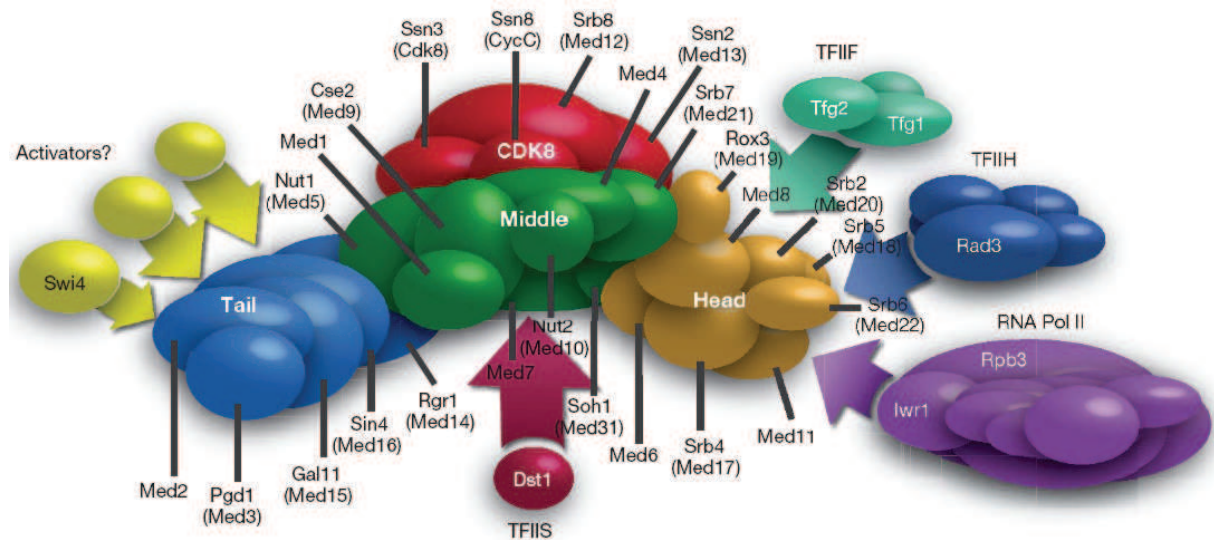 Ssn3
(Cdk8)
Ssn8
(CycC)
Srb8
(Med12)
Ssn2
(Med13)
TFIIF
Cse2
(Med9)
Med4
Srb7
(Med21)
Tfg2
Tfg1
Activators?
Med1
CDK8
Rox3
(Med19)
TFIIH
Nut1
(Med5)
Med8
Srb2
(Med20)
Middle
Srb5
(Med18)
Rad3
Swi4
Tail
Head
Srb6
(Med22)
Nut2
(Med10)
RNA Pol II
Med7
Rpb3
Rgr1
(Med14)
Soh1
(Med31)
Iwr1
Sin4
(Med16)
Med6
Srb4
(Med17)
Med11
Gal11
(Med15)
Med2
Pgd1
(Med3)
Dst1
TFIIS